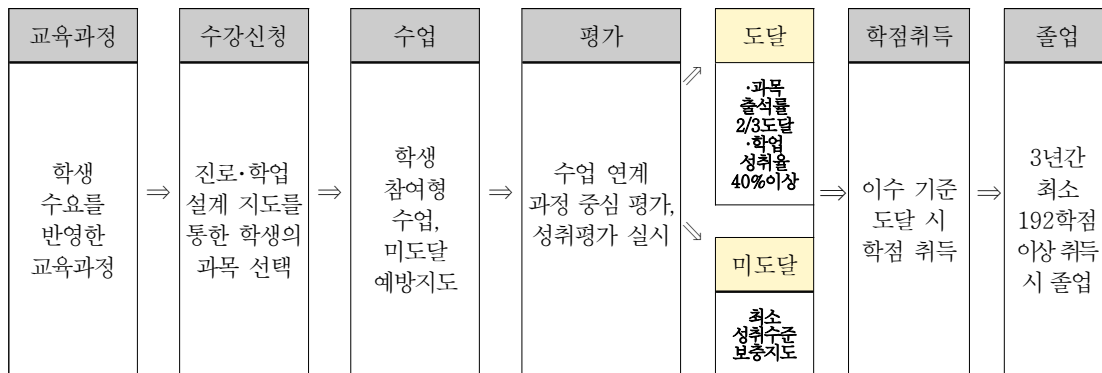 교육과정
학생
수요를
반영한
교육과정
⇒
수강신청
진로·학업
설계 지도를
통한 학생의
과목 선택
⇒
수업
학생
참여형
수업,
미도달
예방지도
⇒
평가
수업 연계
과정 중심 평가,
성취평가 실시
⇗
⇘
도달
·과목
출석률
2/3도달
·학업
성취율
40%이상
미도달
최소
성취수준
보충지도
⇒
학점취득
이수 기준
도달 시
학점 취득
⇒
졸업
3년간
최소
192학점
이상 취득
시 졸업